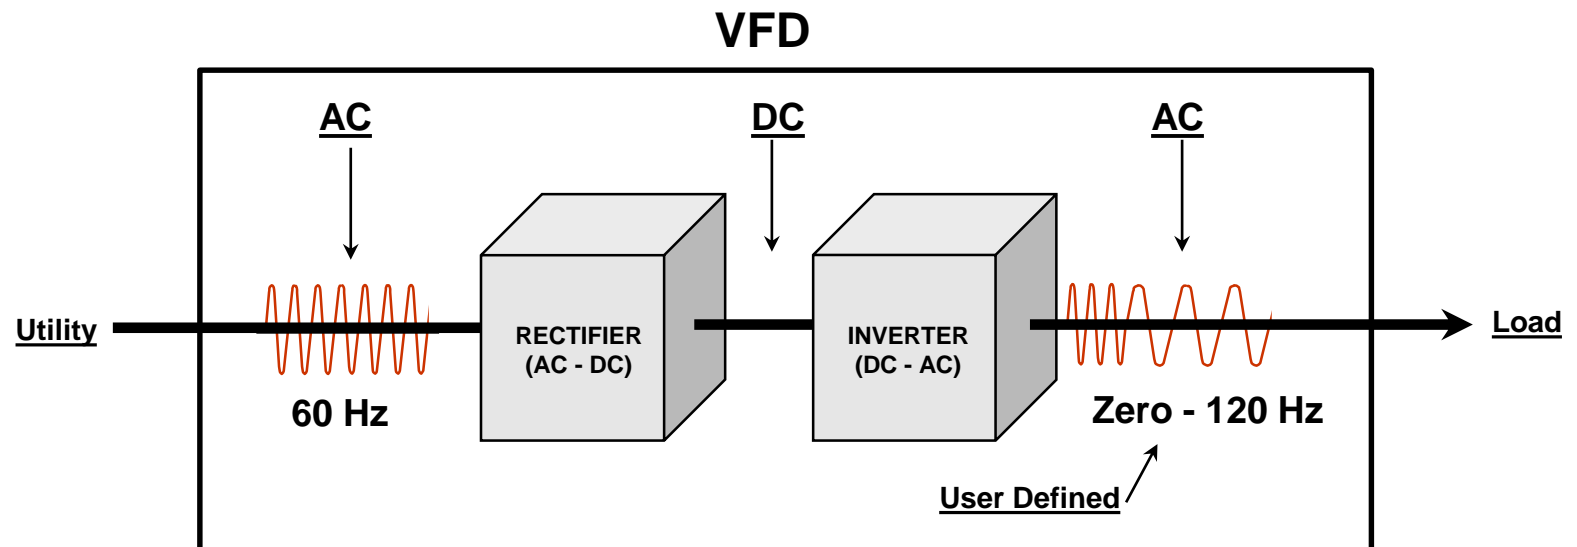 VFD
AC
DC
AC
Utility
RECTIFIER
(AC - DC)
INVERTER
(DC - AC)
Load
60 Hz
Zero - 120 Hz
User Defined